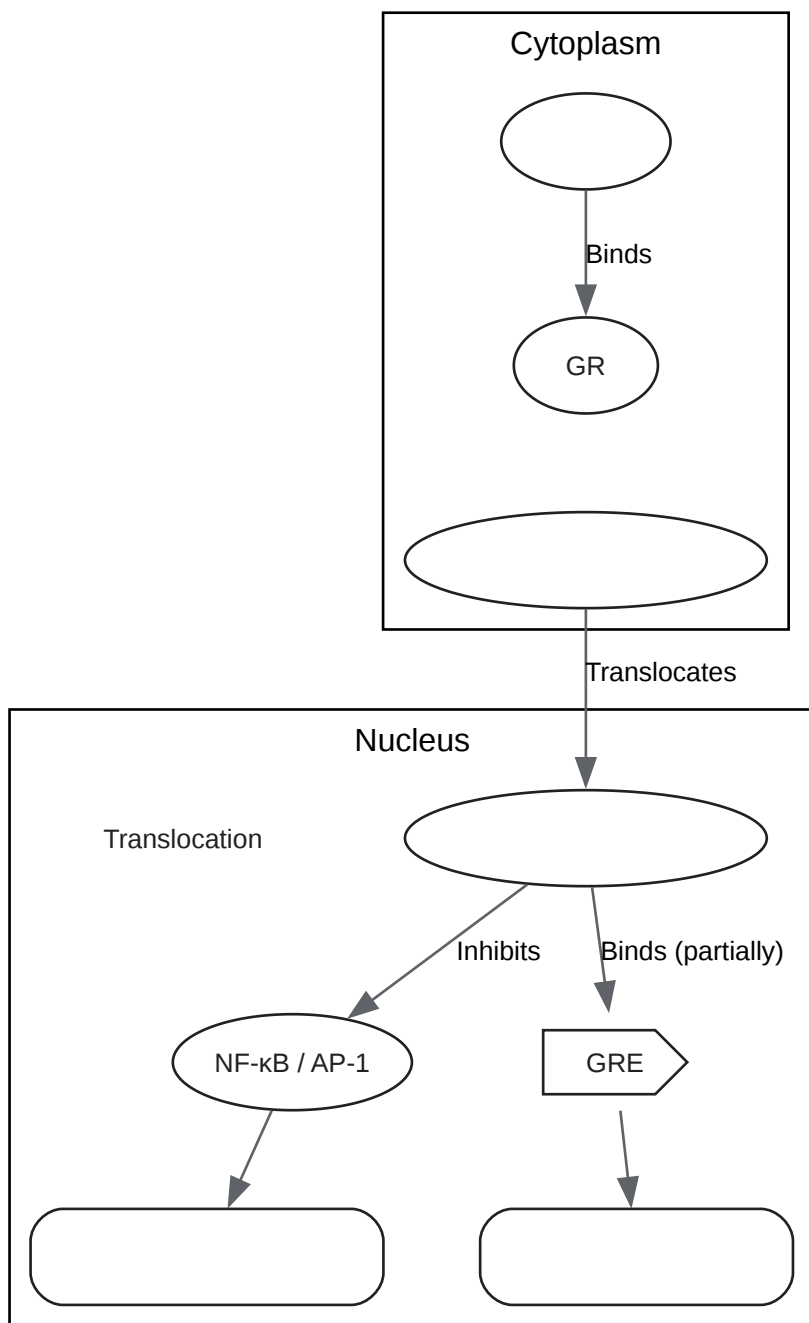 Cytoplasm
Binds
GR
Translocates
Nucleus
Translocation
Inhibits
Binds (partially)
NF-κB / AP-1
GRE